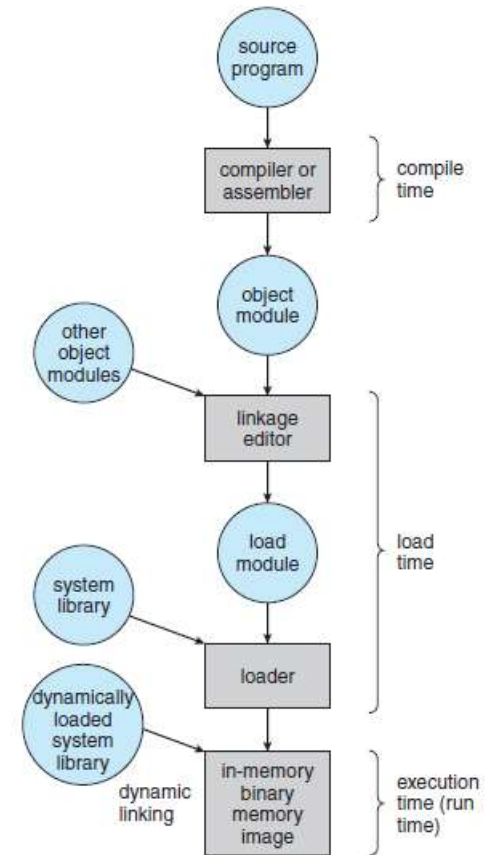 source
program
compiler or
assembler
compile
time
object
module
other
object
modules
linkage
editor
load
module
load
time
system
library
loader
dynamically
loaded
system
library
dynamic
linking
in-memory
binary
memory
image
execution
time (run
time)